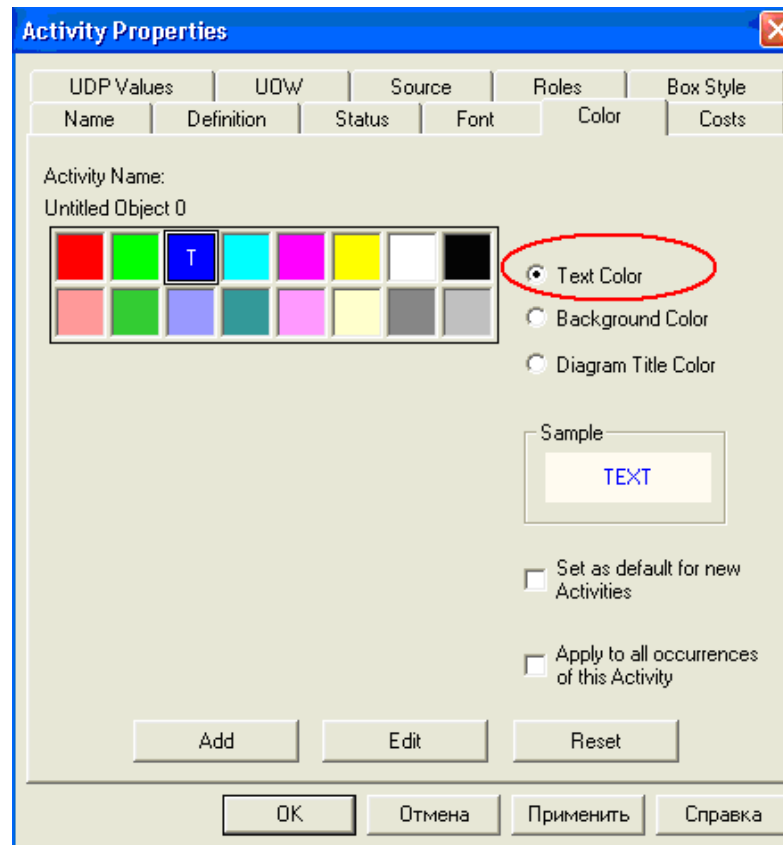 Activity Properties
UDP Values UOW Source Roles Box Style
Name Definition Status Font Color Costs
Activity Name:
Untitled Object 0
T
Text Color
Background Color
Diagram Title Color
Sample
TEXT
Set as default for new
Activities
Apply to all occurrences
of this Activity
Add Edit Reset
OK Отмена Применить Справка